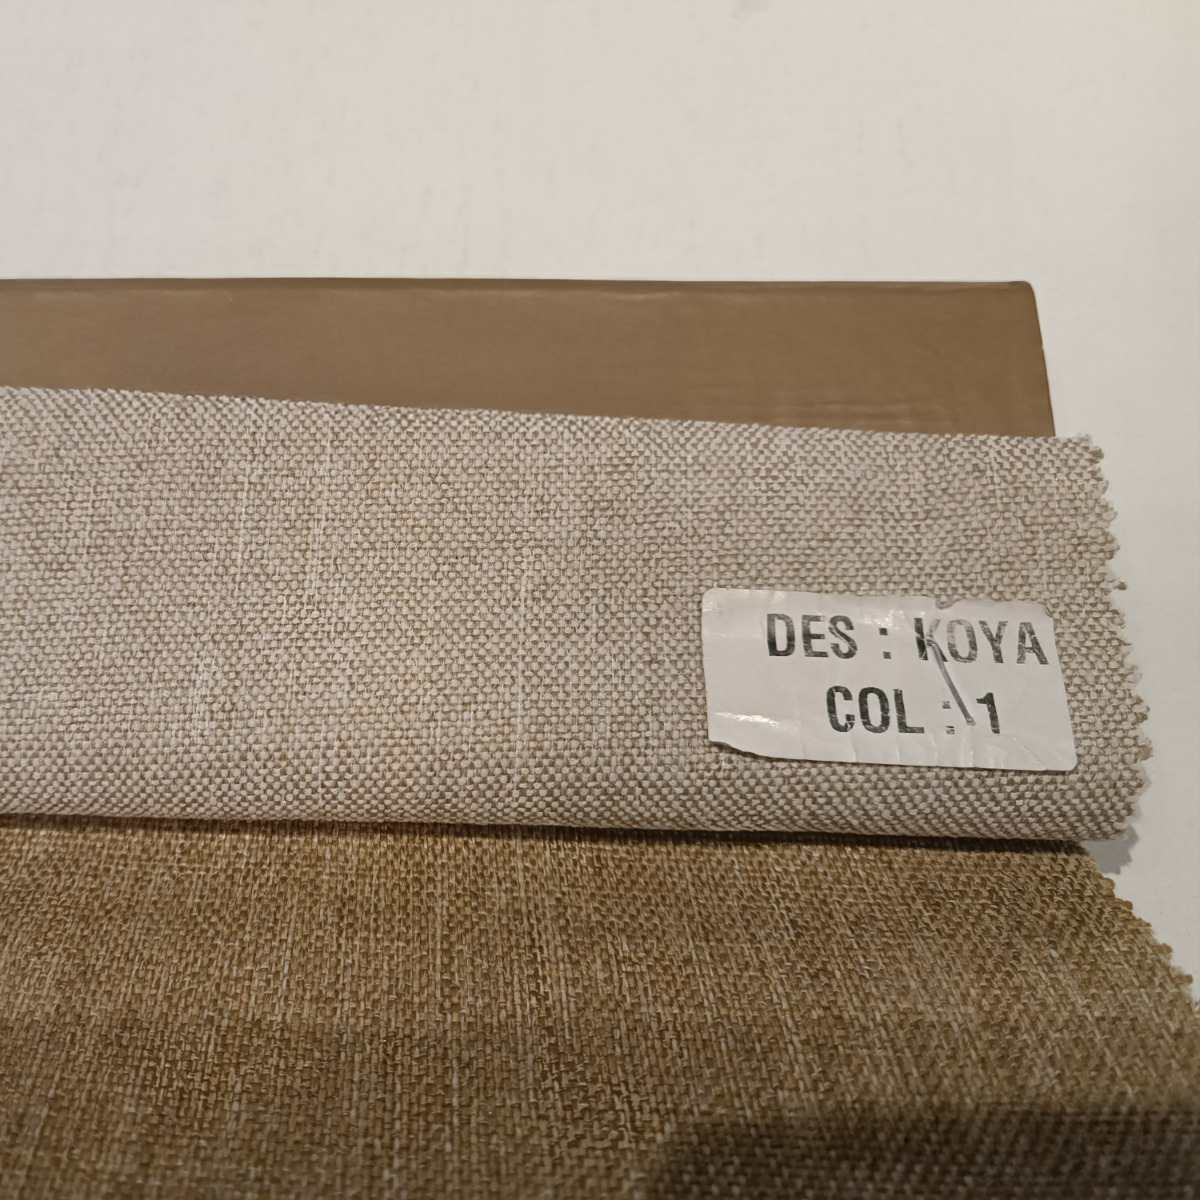 DES : KOYA
COL : 1